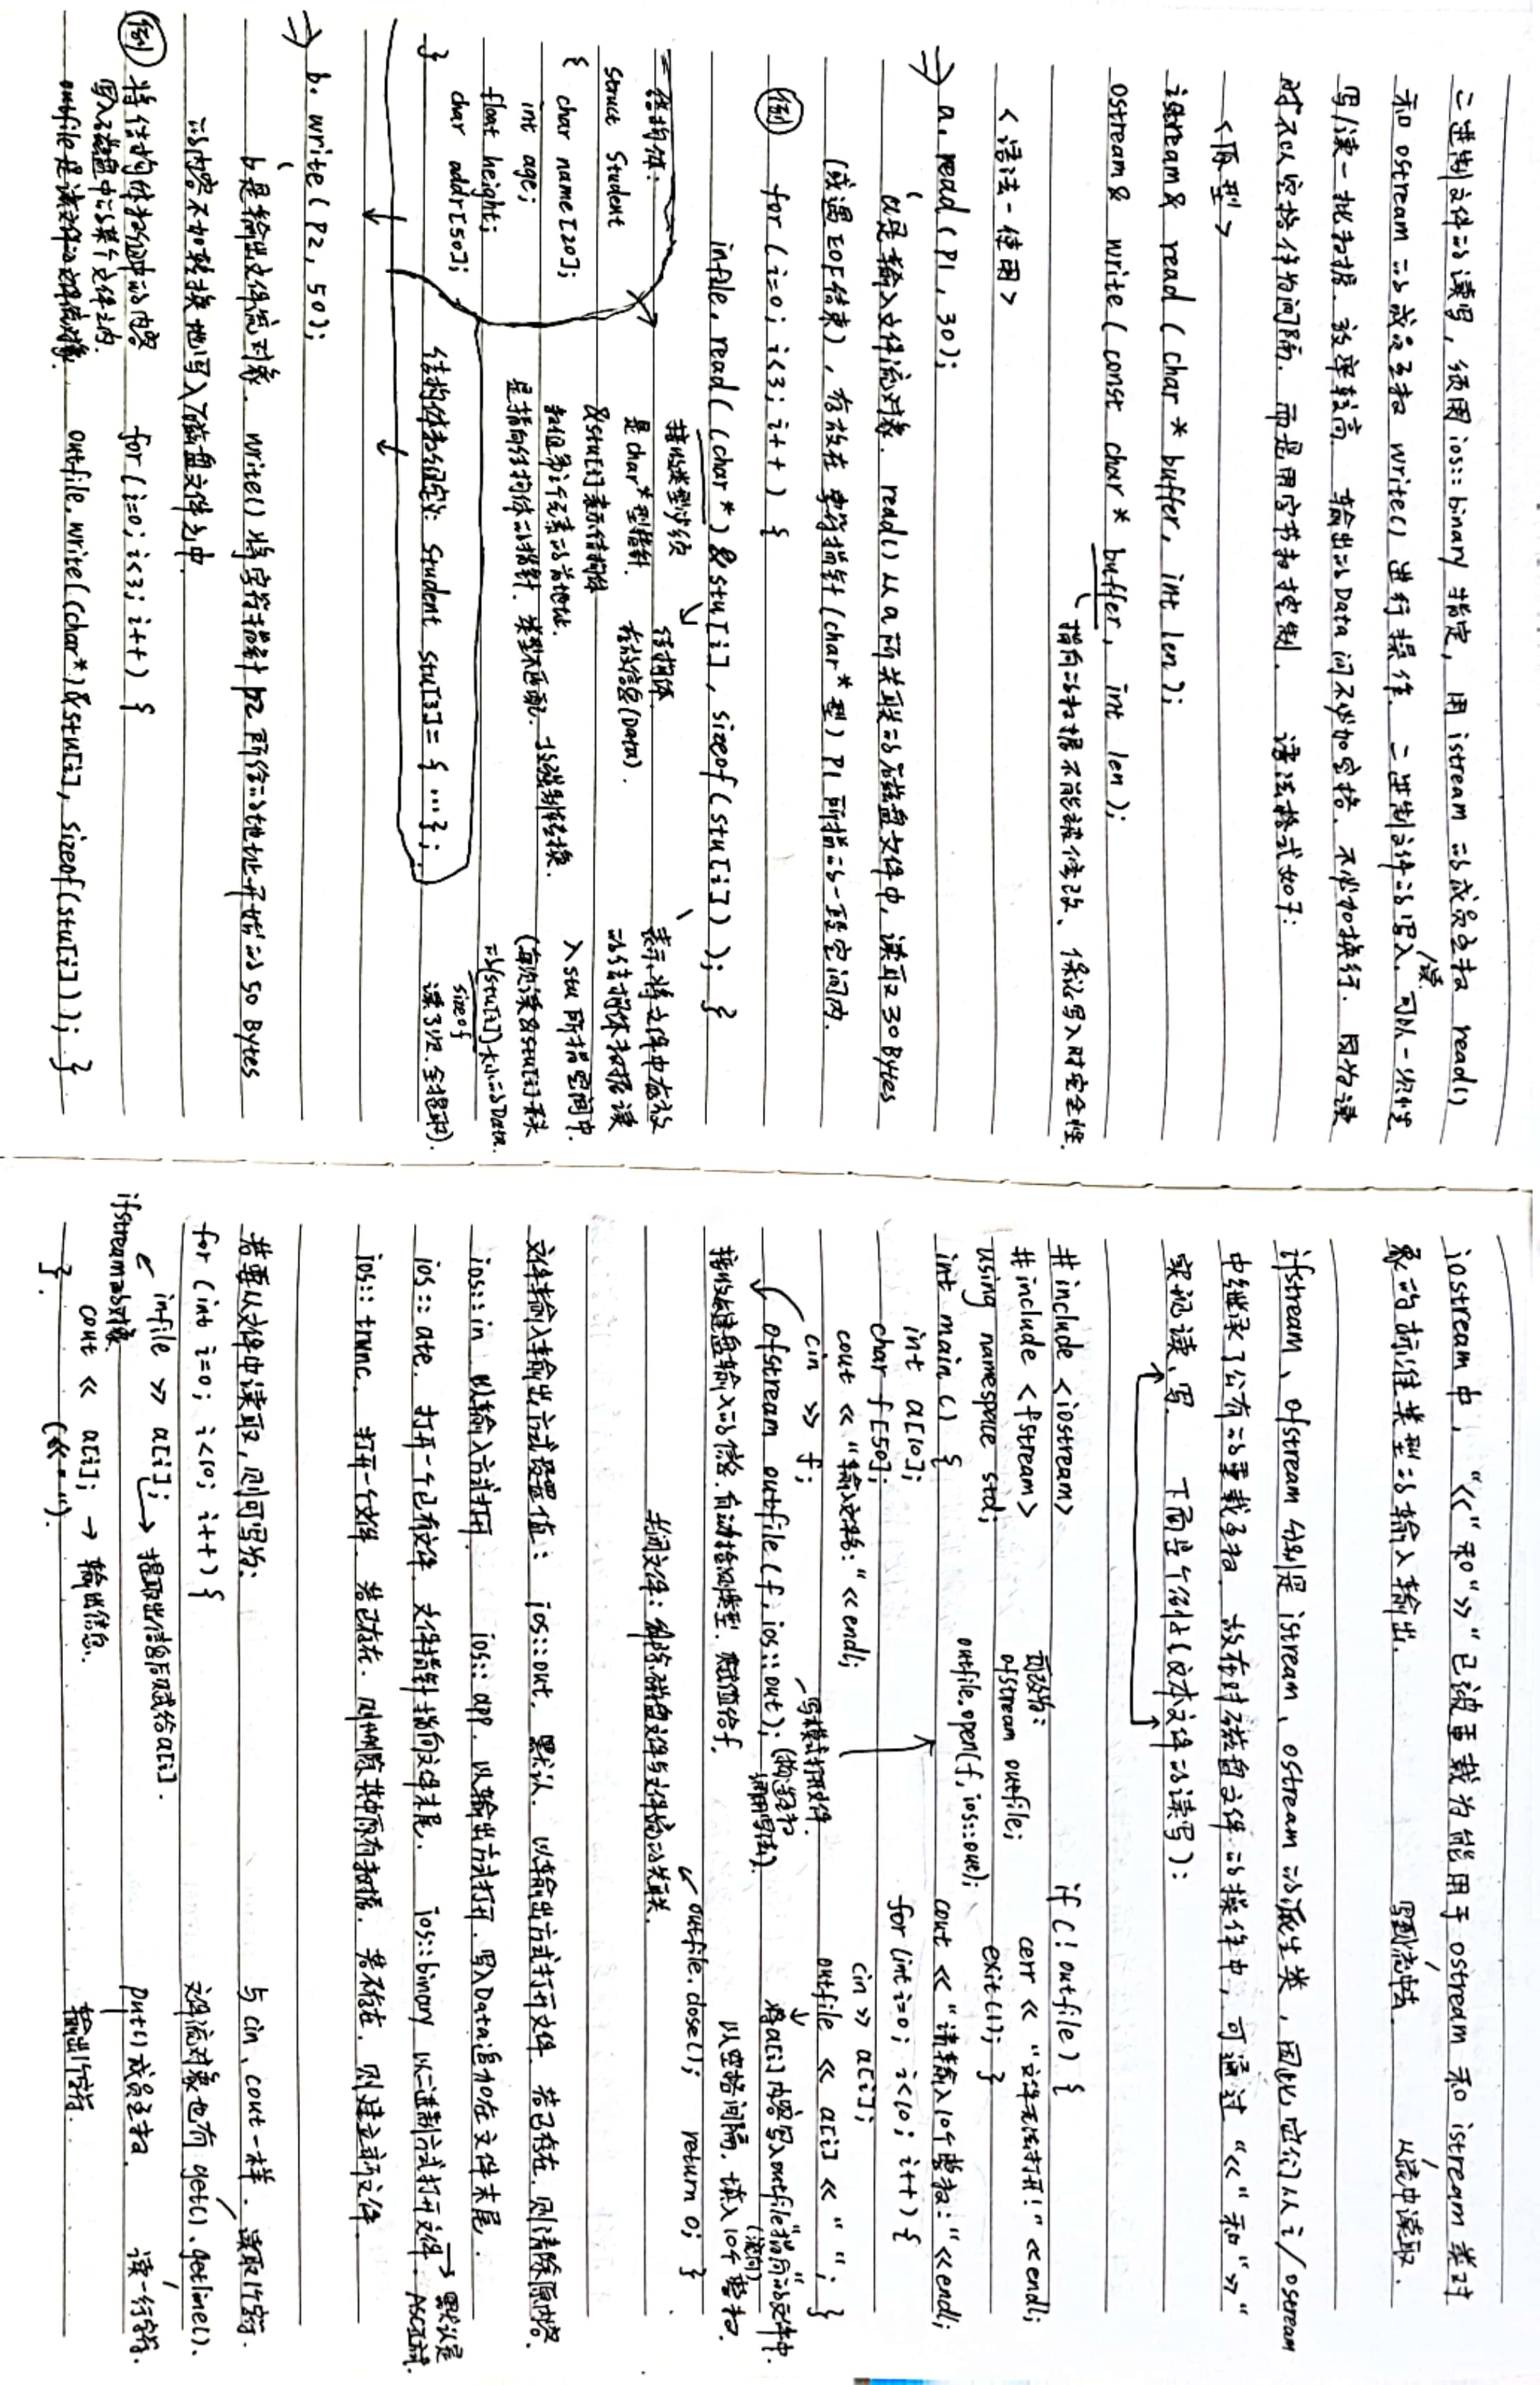 二进制文件的读写，须用 ios::binary 指定，用 istream 的成员函数 read()
和 ostream 的成员函数 write() 进行操作. 二进制文件的写入/读. 可以一次性
写/读一批数据. 效率较高. 输出的Data间不必加空格. 不必加换行. 因为读
时不以空格作为间隔. 而是用字节数控制. 语法格式如下:
<原型>
istream& read ( char * buffer, int len );
ostream& write ( const char * buffer, int len );
指向的数据不能被修改、保证写入时安全性.
<语法-使用>
⇒ a. read ( p1 , 30 );
a是输入文件流对象. read() 从 a 所关联的磁盘文件中, 读取 30 Bytes
(或遇EOF结束) , 存放在 字符指针 (char* 型) p1 所指的一段空间内.
例 for ( i=0; i<3; i++ ) {
infile. read( (char *) & stu [i] , sizeof ( stu [i] ) ); }
接收类型必须
是 char* 型指针.
&stu[i] 表示结构体
数组第i个元素的首地址.
是指向结构体的指针. 类型不匹配. 故强制转换.
结构体
存放信息(Data).
表示将文件中存放
的结构体数据读
入 stu 所指空间中.
(每次读&stu[i]开头
的(stu[i])大小的Data.
sizeof
读3次. 全提取).
结构体:
struct Student
{ char name [20];
int age;
float height;
char addr[50];
}
结构体数组定义: Student stu[3]= { … };
⇒ b. write ( p2 , 50 );
b是输出文件流对象. write() 将字符指针 p2 所给的地址开始的 50 Bytes
的内容不加转换地写入磁盘文件之中.
例 将结构体数组中的内容
写入磁盘中的某个文件之内.
outfile 是该文件的文件流对象.
for ( i=0; i<3; i++ ) {
outfile. write( (char*) & stu[i], sizeof(stu[i]) ); }
iostream 中, “<<” 和 “>>” 已被重载为能用于 ostream 和 istream 类对
象的标准类型的输入输出. 写到流中去. 从流中读取.
ifstream、ofstream 分别是 istream、ostream 的派生类, 因此它们从 i/ostream
中继承了公有的重载函数. 故在对磁盘文件的操作中, 可通过 “<<” 和 “>>”
实现读、写. 下面是个例子(文本文件的读写):
# include <iostream>
# include <fstream>
using namespace std;
int main () {
int a[10];
char f [50];
cout << “输入文件名:” << endl;
cin >> f;
ofstream outfile ( f, ios::out);
写模式打开文件.
(构造函数
调用写法).
可改为:
ofstream outfile;
outfile.open(f, ios::out);
接收键盘输入的信息. 自动检测类型. 赋值给f.
if ( ! outfile ) {
cerr << “文件无法打开!” << endl;
exit (1); }
cout << “请输入10个整数:” << endl;
for (int i=0; i<10; i++) {
cin >> a[i];
outfile << a[i] << “ ”; }
将a[i]内容写入outfile“指向”的文件中.
(流向)
以空格间隔. 填入10个整数.
outfile. close(); return 0; }
关闭文件: 解除磁盘文件与文件流的关联.
文件输入输出方式设置值: ios::out. 默认. 以输出方式打开文件. 若已存在. 则清除原内容.
ios::in 以输入方式打开. ios::app. 以输出方式打开. 写入Data追加在文件末尾.
ios::ate. 打开一个已有文件. 文件指针指向文件末尾. ios::binary 以二进制方式打开文件. → 默认是
ASCII方式.
ios::trunc. 打开一个文件. 若已存在. 则删除其中原有数据. 若不存在. 则建立新文件.
若要从文件中读取, 则可写为:
for (int i=0; i<10; i++) {
infile >> a[i]; → 提取出信息后赋给a[i].
ifstream的对象.
cout << a[i]; → 输出信息.
}. (<<“ ”).
与 cin、cout 一样. 读取1个字符.
文件流对象也有 get(). getline().
put() 成员函数. 读一行字符.
输出1个字符.